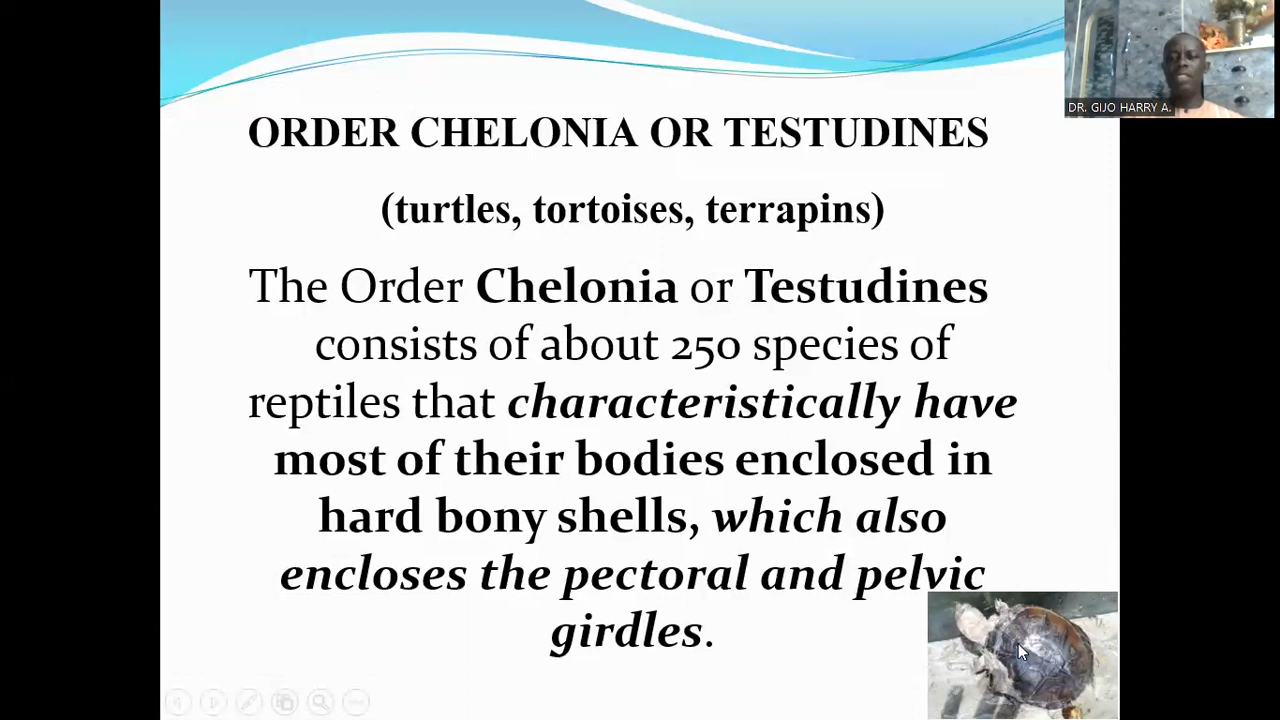 ORDER CHELONIA OR TESTUDINES
(turtles, tortoises, terrapins)
The Order Chelonia or Testudines
consists of about 250 species of
reptiles that characteristically have
most of their bodies enclosed in
hard bony shells, which also
encloses the pectoral and pelvic
girdles.
DR. GIJO HARRY A.